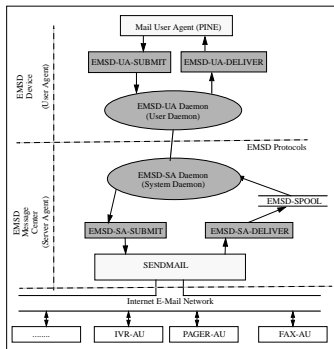 Mail User Agent (PINE)
EMSD-UA-SUBMIT
EMSD-UA-DELIVER
EMSD
Device
(User Agent)
EMSD-UA Daemon
(User Daemon)
EMSD Protocols
EMSD-SA Daemon
(System Daemon)
EMSD-SPOOL
EMSD
Message
Center
(Server Agent)
EMSD-SA-SUBMIT
EMSD-SA-DELIVER
SENDMAIL
Internet E-Mail Network
........
IVR-AU
PAGER-AU
FAX-AU